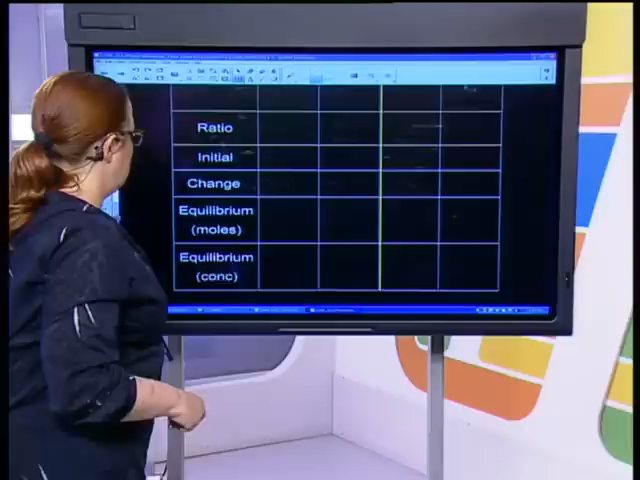 Ratio
Initial
Change
Equilibrium
(moles)
Equilibrium
(conc)